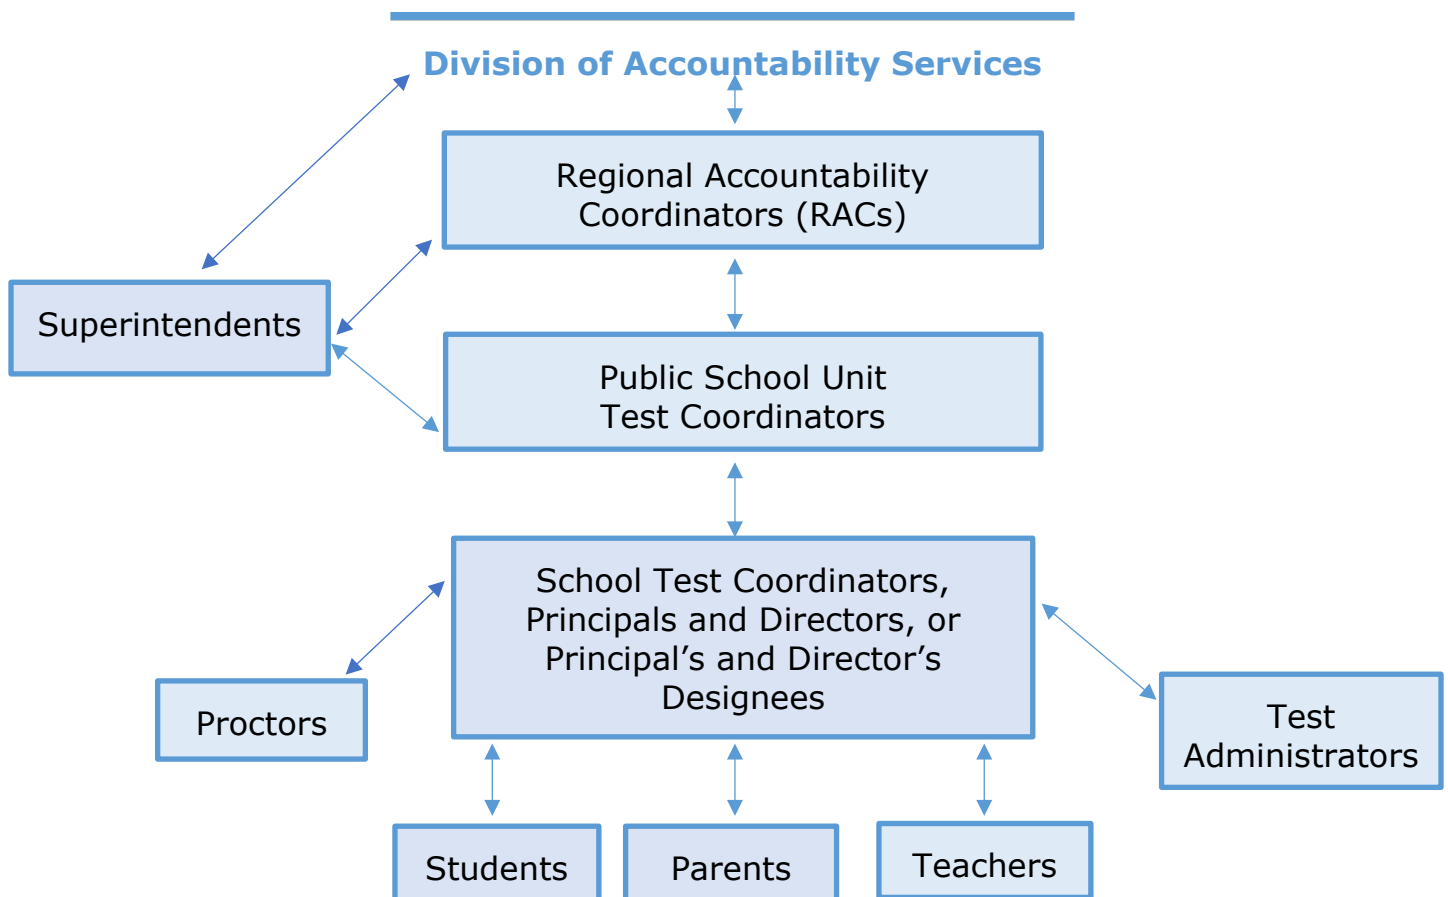 Division of Accountability Services
Regional Accountability
Coordinators (RACs)
Superintendents
Public School Unit
Test Coordinators
School Test Coordinators,
Principals and Directors, or
Principal’s and Director’s
Designees
Proctors
Test
Administrators
Students
Parents
Teachers